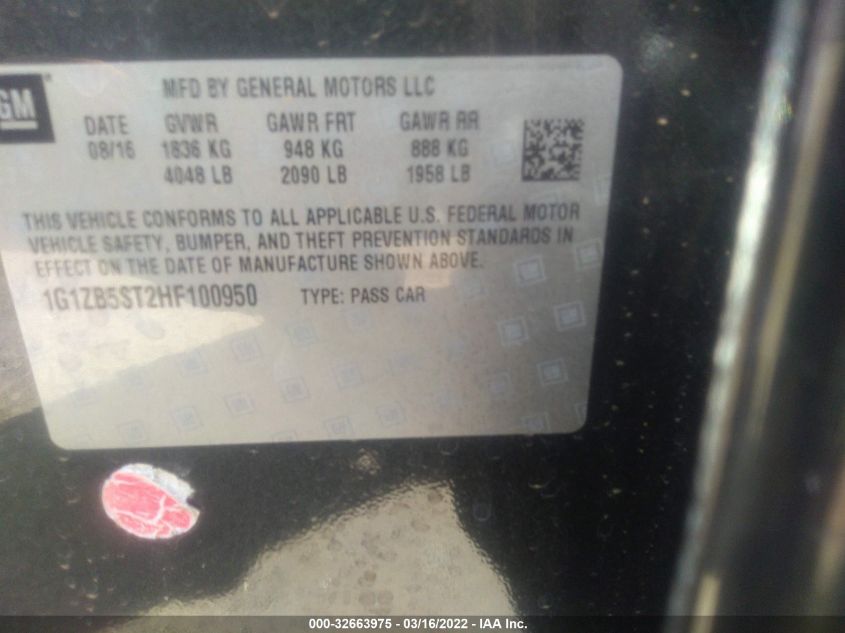 GM
MFD BY GENERAL MOTORS LLC
DATE GVWR GAWR FRT GAWR RR
08/16 1836 KG 948 KG 888 KG
4048 LB 2090 LB 1958 LB
THIS VEHICLE CONFORMS TO ALL APPLICABLE U.S. FEDERAL MOTOR
VEHICLE SAFETY, BUMPER, AND THEFT PREVENTION STANDARDS IN
EFFECT ON THE DATE OF MANUFACTURE SHOWN ABOVE.
1G1ZB5ST2HF100950 TYPE: PASS CAR
000-32663975 - 03/16/2022 - IAA Inc.